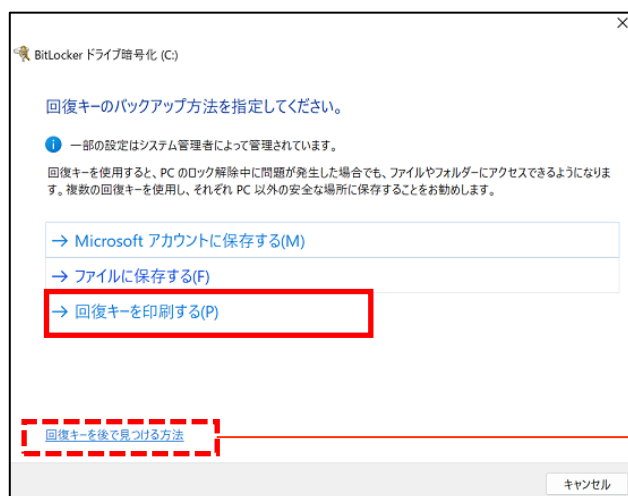 BitLocker ドライブ暗号化 (C:)
回復キーのバックアップ方法を指定してください。
一部の設定はシステム管理者によって管理されています。
回復キーを使用すると、PC のロック解除中に問題が発生した場合でも、ファイルやフォルダーにアクセスできるようになりま
す。複数の回復キーを使用し、それぞれ PC 以外の安全な場所に保存することをお勧めします。
→ Microsoft アカウントに保存する(M)
→ ファイルに保存する(F)
→ 回復キーを印刷する(P)
回復キーを後で見つける方法
キャンセル